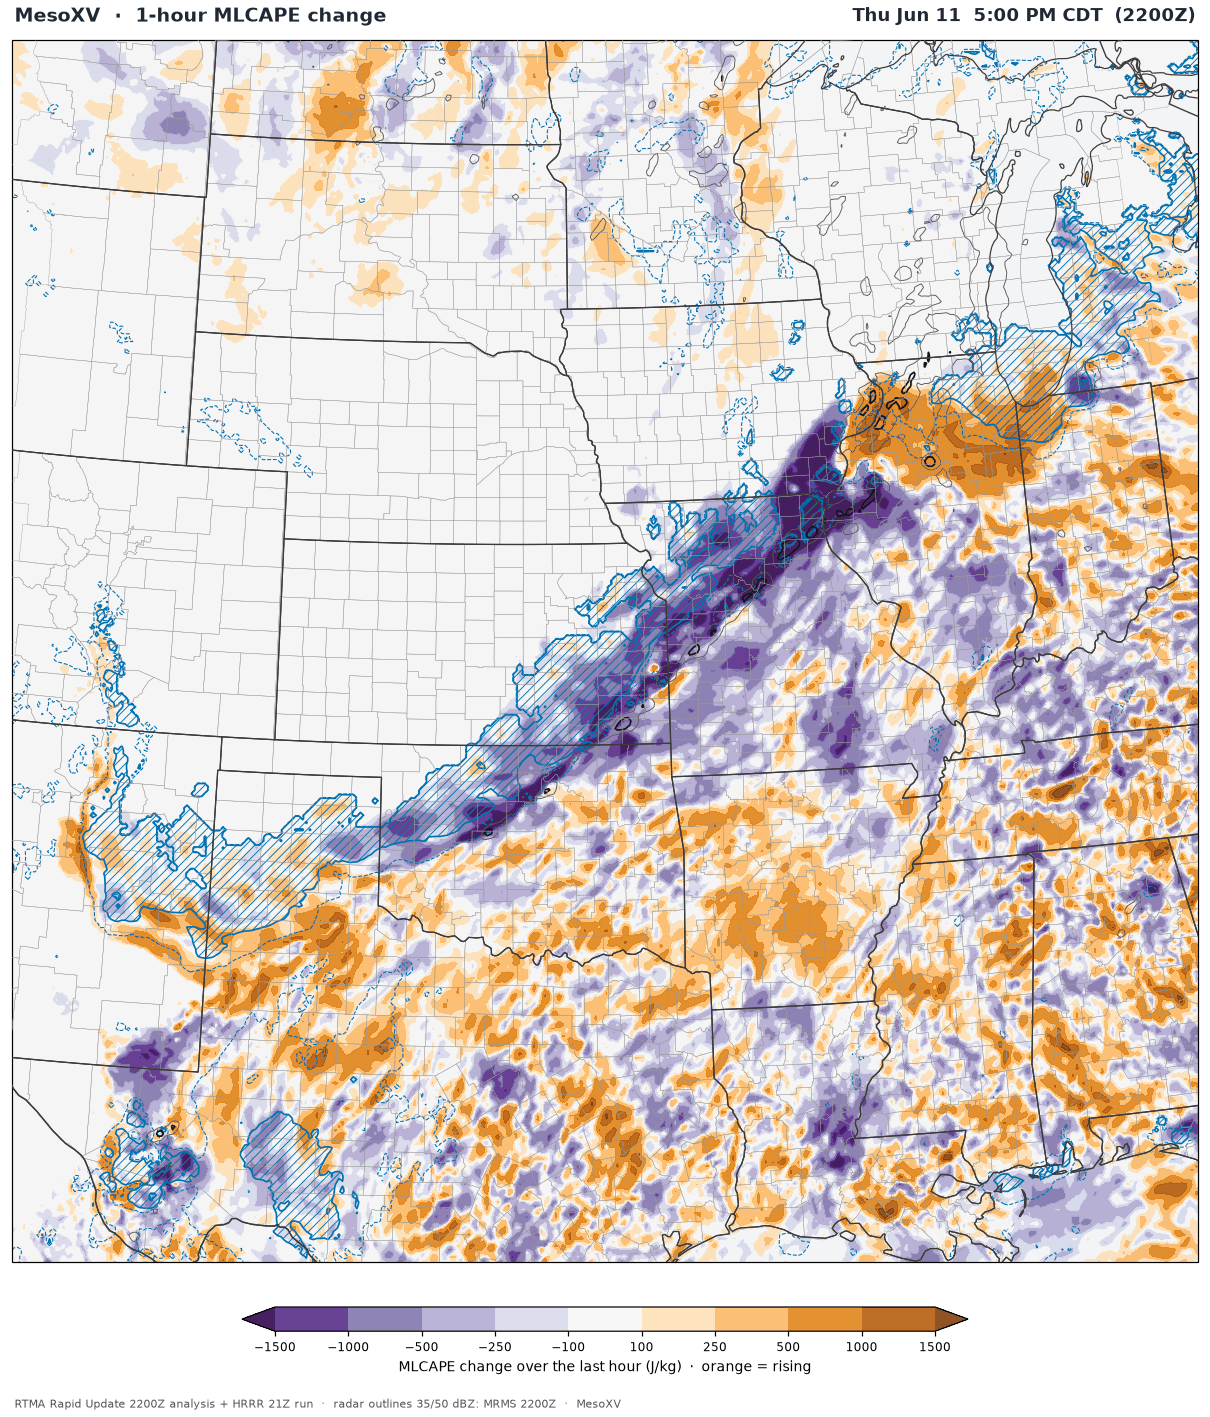 MesoXV · 1-hour MLCAPE change
Thu Jun 11 5:00 PM CDT (2200Z)
−1500 −1000 −500 −250 −100 100 250 500 1000 1500
MLCAPE change over the last hour (J/kg) · orange = rising
RTMA Rapid Update 2200Z analysis + HRRR 21Z run · radar outlines 35/50 dBZ: MRMS 2200Z · MesoXV